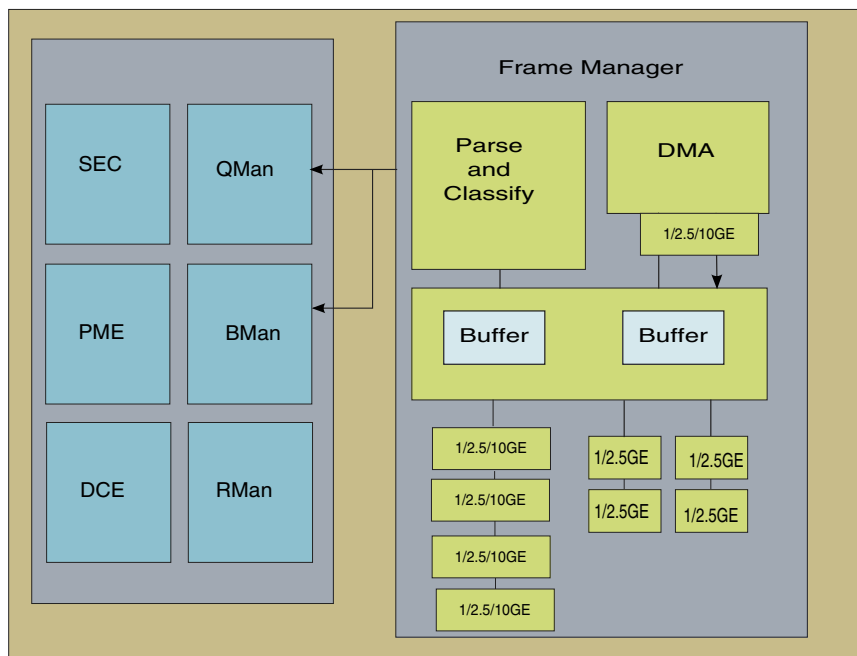 SEC
QMan
PME
BMan
DCE
RMan
Frame Manager
Parse
and
Classify
DMA
1/2.5/10GE
Buffer
Buffer
1/2.5/10GE
1/2.5/10GE
1/2.5/10GE
1/2.5/10GE
1/2.5GE
1/2.5GE
1/2.5GE
1/2.5GE